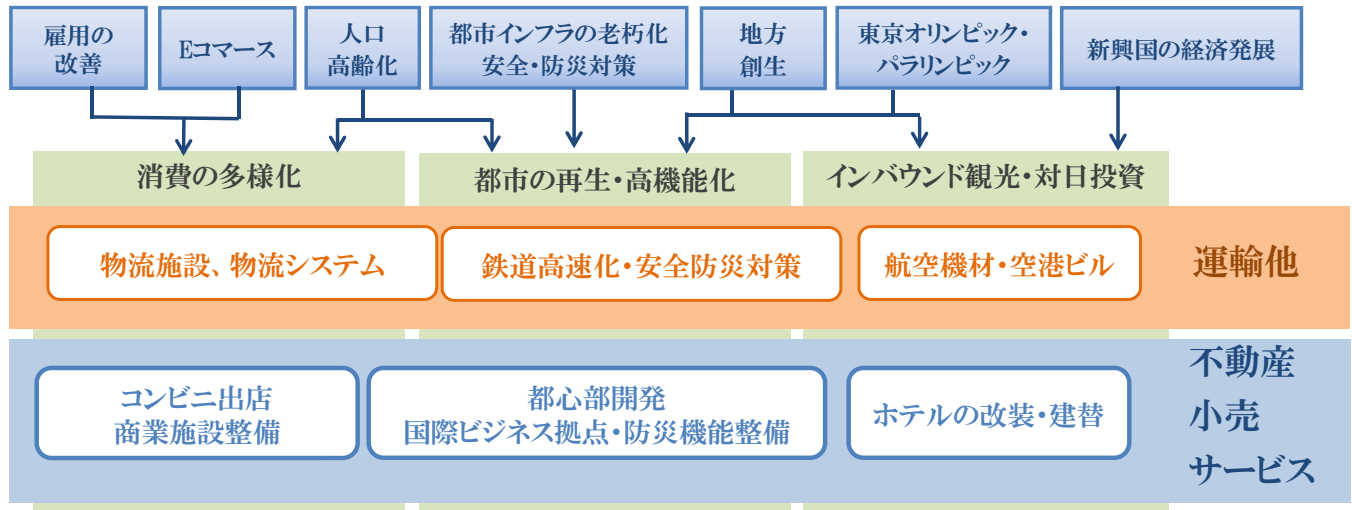 雇用の
改善
Eコマース
人口
高齢化
都市インフラの老朽化
安全・防災対策
地方
創生
東京オリンピック・
パラリンピック
新興国の経済発展
消費の多様化
都市の再生・高機能化
インバウンド観光・対日投資
物流施設、物流システム
鉄道高速化・安全防災対策
航空機材・空港ビル
運輸他
コンビニ出店
商業施設整備
都心部開発
国際ビジネス拠点・防災機能整備
ホテルの改装・建替
不動産
小売
サービス